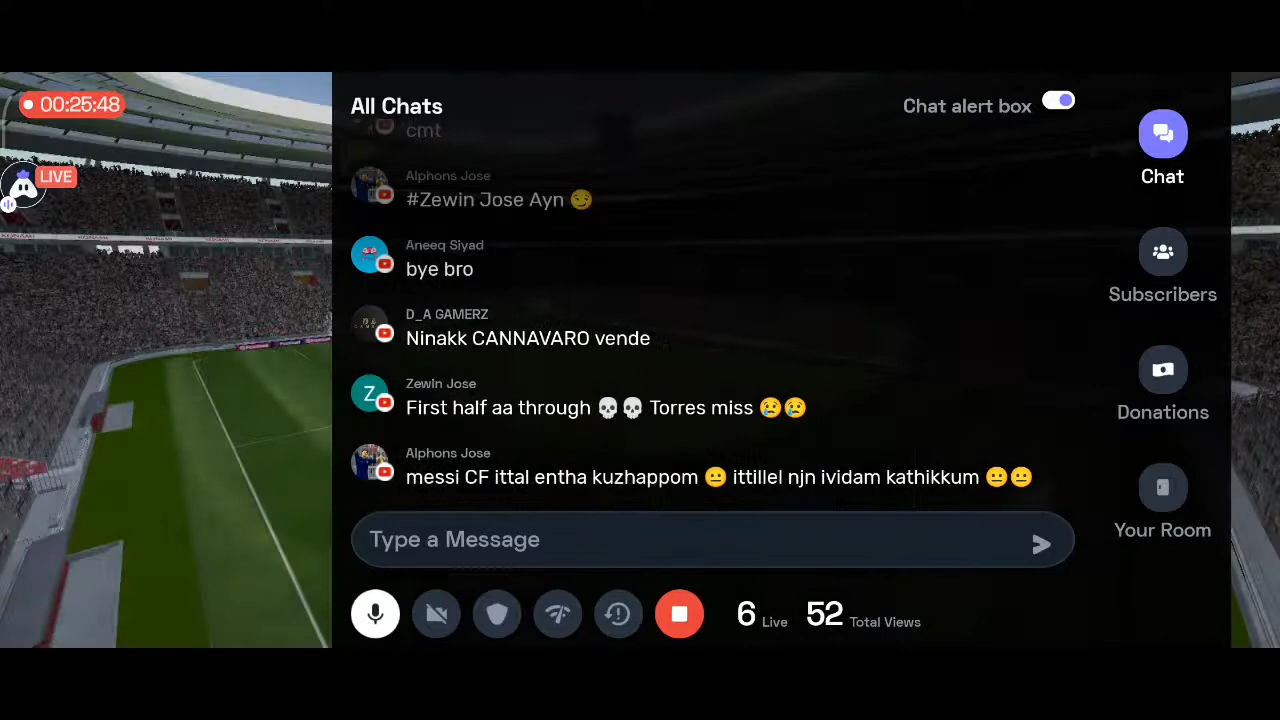 00:25:48
LIVE
All Chats
Chat alert box
cmt
Alphons Jose
#Zewin Jose Ayn 😏
Aneeq Siyad
bye bro
D_A GAMERZ
Ninakk CANNAVARO vende
Z
Zewin Jose
First half aa through 💀💀 Torres miss 😢😢
Alphons Jose
messi CF ittal entha kuzhappom 😐 ittillel njn ividam kathikkum 😐😐
Type a Message
6 Live 52 Total Views
Chat
Subscribers
Donations
Your Room